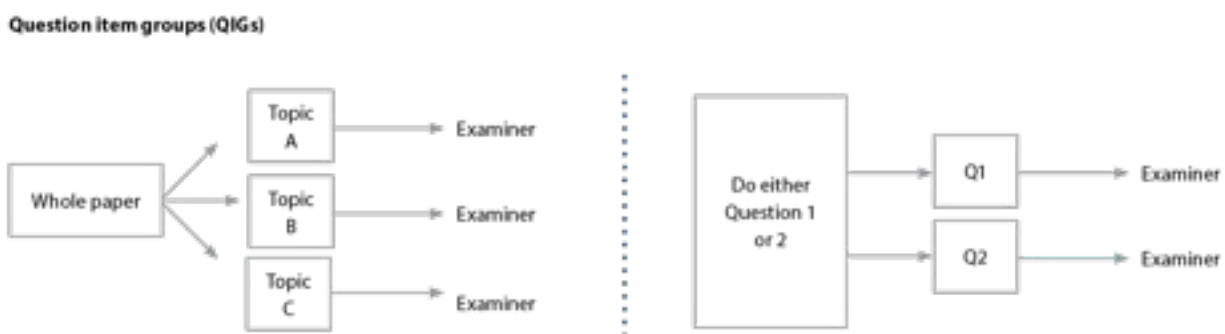 Question item groups (QIGs)
Whole paper
Topic
A
Examiner
Topic
B
Examiner
Topic
C
Examiner
Do either
Question 1
or 2
Q1
Examiner
Q2
Examiner